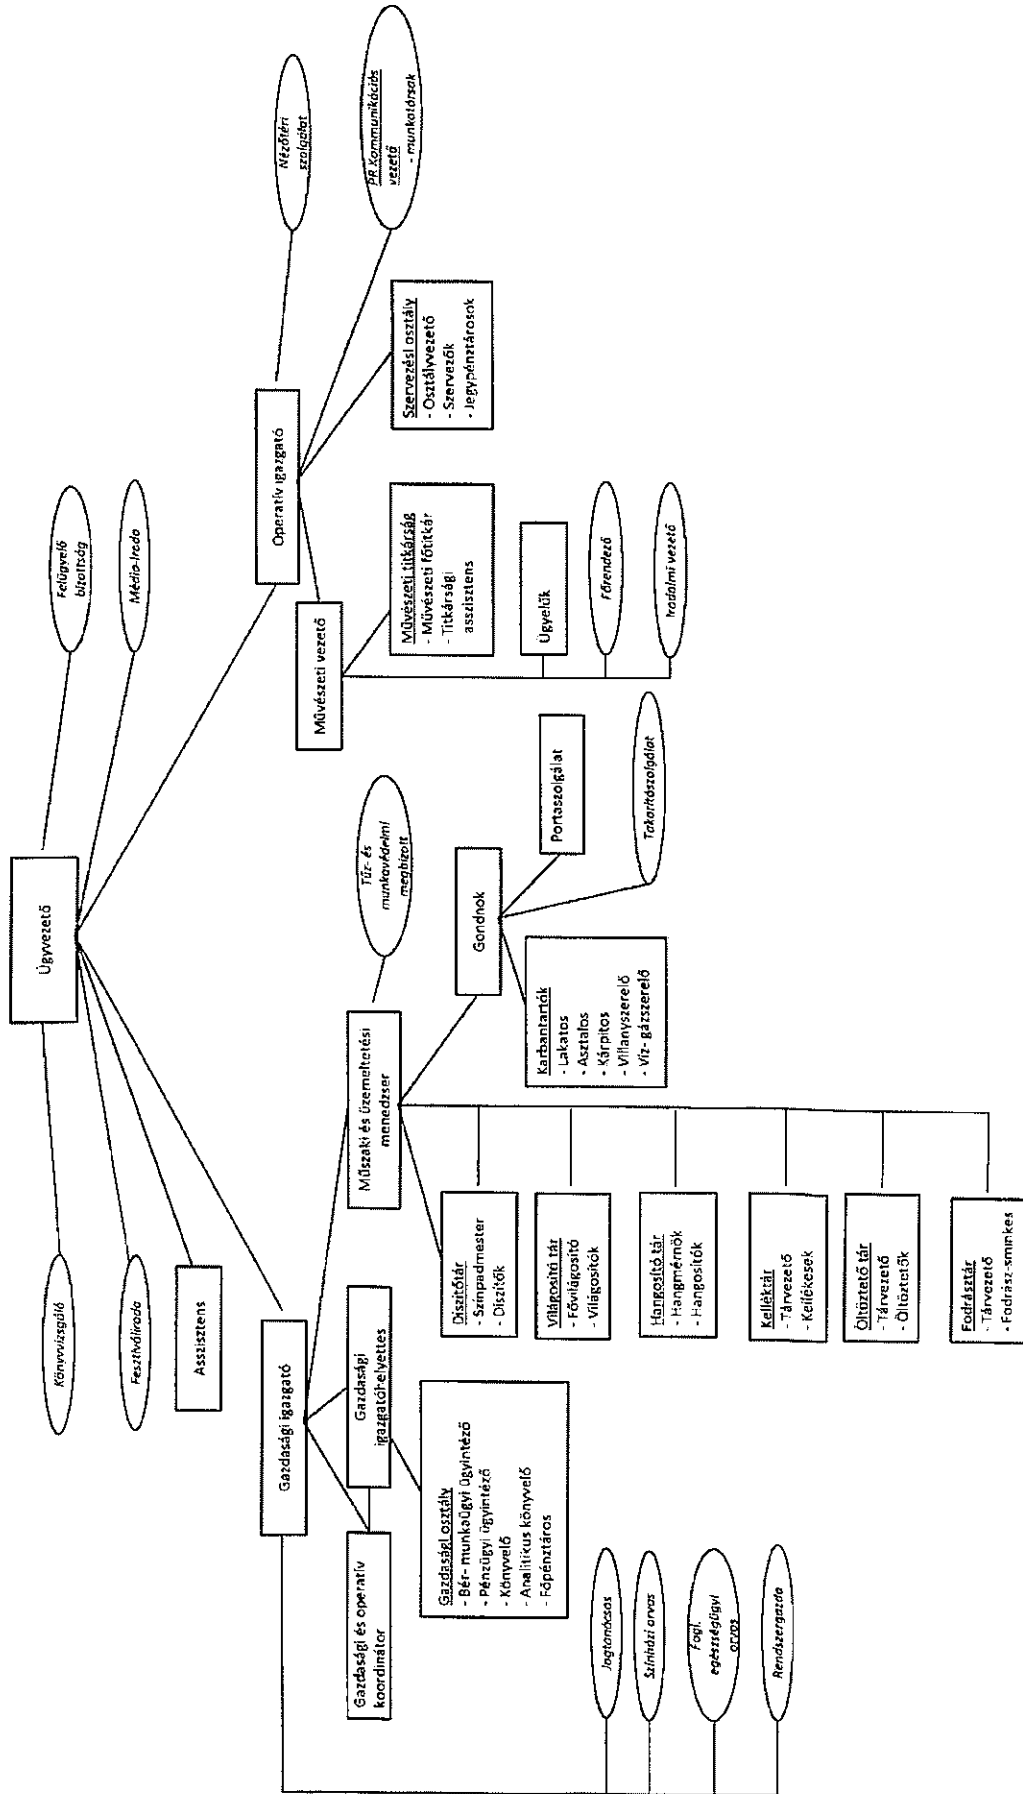 Ügyvezető
Könyvvizsgáló
Fesztiváliroda
Asszisztens
Felügyelő
bizottság
Média-Iroda
Gazdasági igazgató
Operatív igazgató
Nézőtéri
szolgálat
PR Kommunikációs
vezető
- munkatársak
Gazdasági és operatív
koordinátor
Gazdasági
igazgatóhelyettes
Műszaki és üzemeltetési
menedzser
Tűz- és
munkavédelmi
megbízott
Művészeti vezető
Szervezési osztály
- Osztályvezető
- Szervezők
- Jegypénztárosok
Művészeti titkárság
- Művészeti főtitkár
- Titkársági
asszisztens
Ügyelők
Főrendező
Irodalmi vezető
Gazdasági osztály
- Bér- munkaügyi ügyintéző
- Pénzügyi ügyintéző
- Könyvelő
- Analitikus könyvelő
- Főpénztáros
Jogtanácsos
Színházi orvos
Fogl.
egészségügyi
orvos
Rendszergazda
Díszítőtár
- Színpadmester
- Díszítők
Világosító tár
- Fővilágosító
- Világosítók
Hangosító tár
- Hangmérnök
- Hangosítók
Kelléktár
- Tárvezető
- Kellékesek
Öltöztető tár
- Tárvezető
- Öltöztetők
Fodrásztár
- Tárvezető
- Fodrász-sminkes
Gondnok
Karbantartók
- Lakatos
- Asztalos
- Kárpitos
- Villanyszerelő
- Víz- gázszerelő
Portaszolgálat
Takarítószolgálat